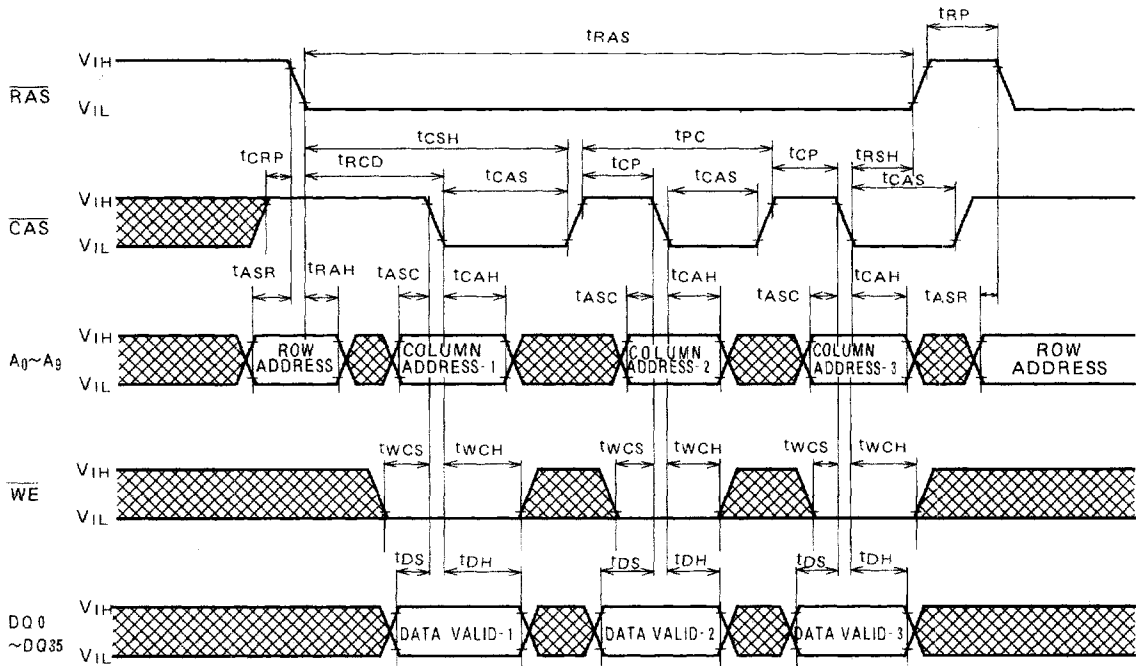 tRP
tRAS
VIH
RAS
VIL
tCSH
tPC
tCRP
tRCD
tCP
tCP
tRSH
tCAS
tCAS
tCAS
VIH
CAS
VIL
tASR
tRAH
tASC
tCAH
tASC
tCAH
tASC
tCAH
tASR
VIH
A0~A9
VIL
ROW
ADDRESS
COLUMN
ADDRESS-1
COLUMN
ADDRESS-2
COLUMN
ADDRESS-3
ROW
ADDRESS
tWCS
tWCH
tWCS
tWCH
tWCS
tWCH
VIH
WE
VIL
tDS
tDH
tDS
tDH
tDS
tDH
VIH
DQ0
~DQ35
VIL
DATA VALID-1
DATA VALID-2
DATA VALID-3